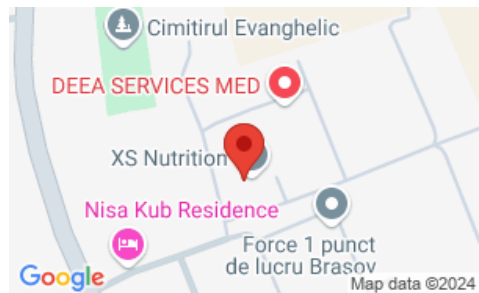 Cimitirul Evanghelic
DEEA SERVICES MED
XS Nutrition
Nisa Kub Residence
Force 1 punct
de lucru Brasov
Google
Map data ©2024